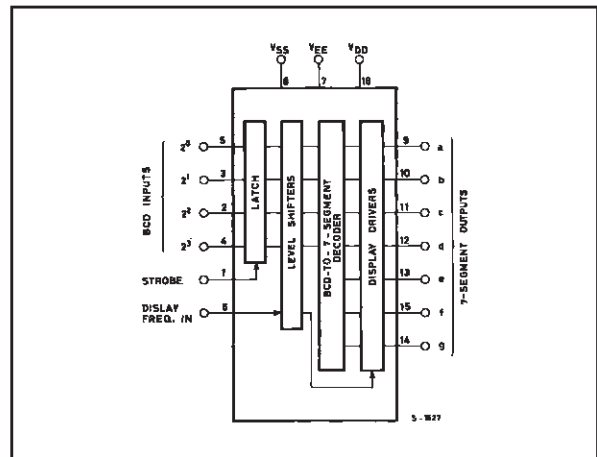 VSS VEE VDD
6 7 16
BCD INPUTS
2⁰ 5
2¹ 3
2² 2
2³ 4
STROBE 1
DISLAY
FREQ. IN 6
LATCH
LEVEL SHIFTERS
BCD-TO-7-SEGMENT
DECODER
DISPLAY DRIVERS
9 a
10 b
11 c
12 d
13 e
15 f
14 g
7-SEGMENT OUTPUTS